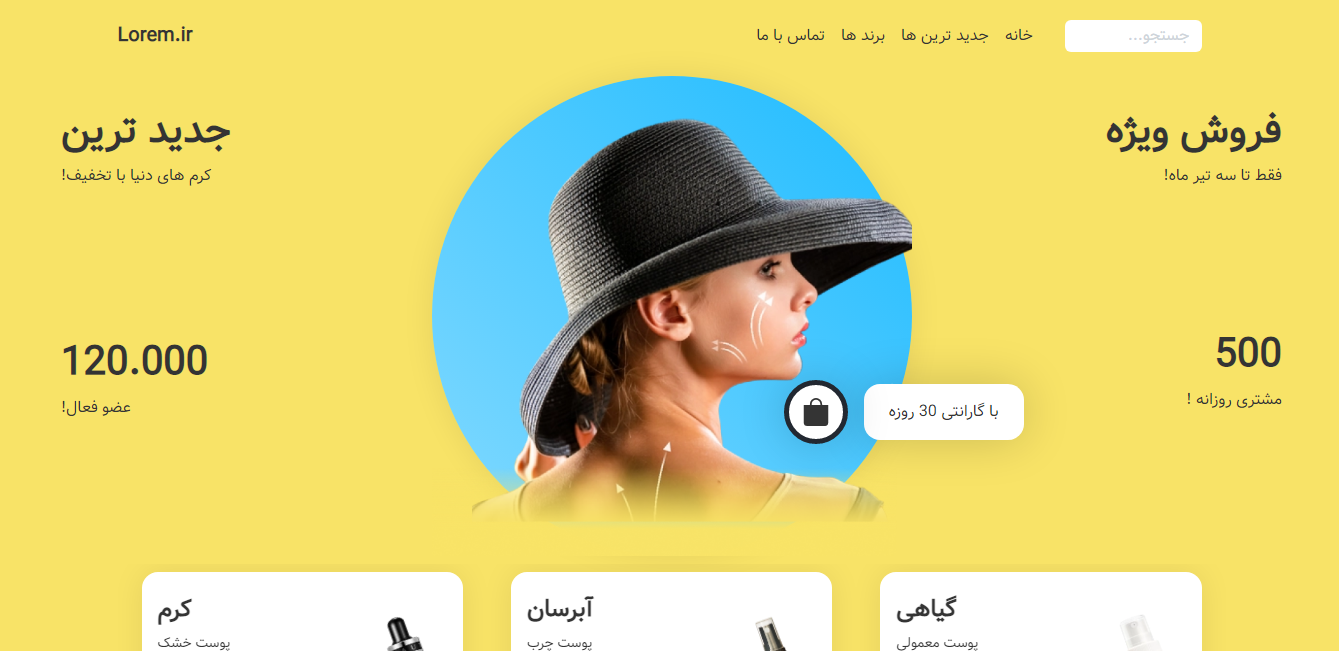 جستجو...
خانه جدید ترین ها برند ها تماس با ما
Lorem.ir
فروش ویژه
فقط تا سه تیر ماه!
جدید ترین
کرم های دنیا با تخفیف!
500
مشتری روزانه !
120.000
عضو فعال!
با گارانتی 30 روزه
گیاهی
پوست معمولی
آبرسان
پوست چرب
کرم
پوست خشک